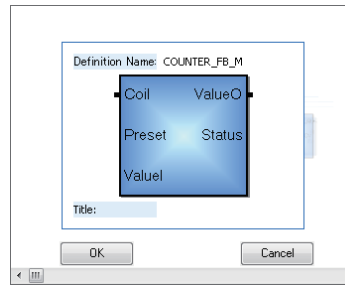 Definition Name: COUNTER_FB_M
Coil ValueO
Preset Status
ValueI
Title:
OK Cancel